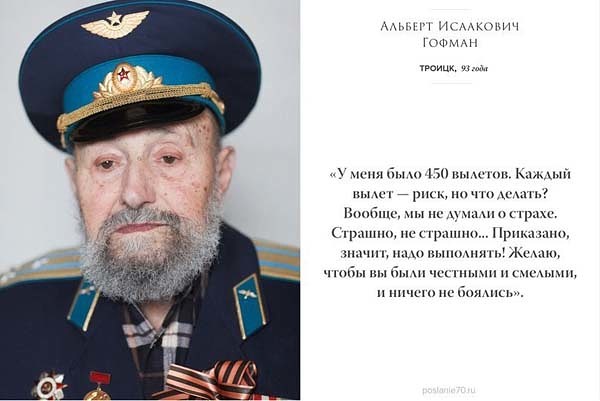 Альберт Исаакович
Гофман
ТРОИЦК, 93 года
«У меня было 450 вылетов. Каждый
вылет — риск, но что делать?
Вообще, мы не думали о страхе.
Страшно, не страшно... Приказано,
значит, надо выполнять! Желаю,
чтобы вы были честными и смелыми,
и ничего не боялись».
poslanie70.ru